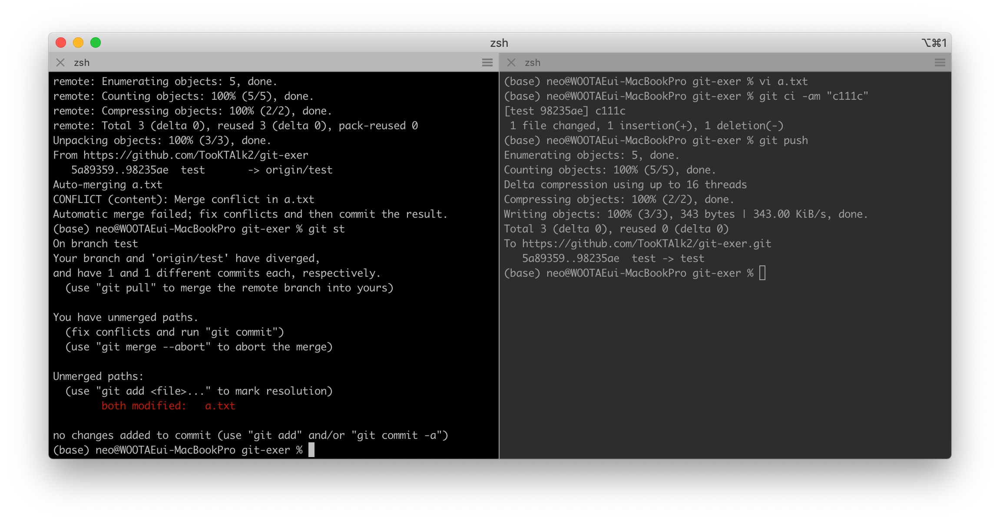 zsh
⌥⌘1
zsh
remote: Enumerating objects: 5, done.
remote: Counting objects: 100% (5/5), done.
remote: Compressing objects: 100% (2/2), done.
remote: Total 3 (delta 0), reused 3 (delta 0), pack-reused 0
Unpacking objects: 100% (3/3), done.
From https://github.com/TooKTAlk2/git-exer
   5a89359..98235ae  test       -> origin/test
Auto-merging a.txt
CONFLICT (content): Merge conflict in a.txt
Automatic merge failed; fix conflicts and then commit the result.
(base) neo@WOOTAEui-MacBookPro git-exer % git st
On branch test
Your branch and 'origin/test' have diverged,
and have 1 and 1 different commits each, respectively.
  (use "git pull" to merge the remote branch into yours)

You have unmerged paths.
  (fix conflicts and run "git commit")
  (use "git merge --abort" to abort the merge)

Unmerged paths:
  (use "git add <file>..." to mark resolution)
        both modified:   a.txt

no changes added to commit (use "git add" and/or "git commit -a")
(base) neo@WOOTAEui-MacBookPro git-exer %
zsh
(base) neo@WOOTAEui-MacBookPro git-exer % vi a.txt
(base) neo@WOOTAEui-MacBookPro git-exer % git ci -am "c111c"
[test 98235ae] c111c
 1 file changed, 1 insertion(+), 1 deletion(-)
(base) neo@WOOTAEui-MacBookPro git-exer % git push
Enumerating objects: 5, done.
Counting objects: 100% (5/5), done.
Delta compression using up to 16 threads
Compressing objects: 100% (2/2), done.
Writing objects: 100% (3/3), 343 bytes | 343.00 KiB/s, done.
Total 3 (delta 0), reused 0 (delta 0)
To https://github.com/TooKTAlk2/git-exer.git
   5a89359..98235ae  test -> test
(base) neo@WOOTAEui-MacBookPro git-exer %